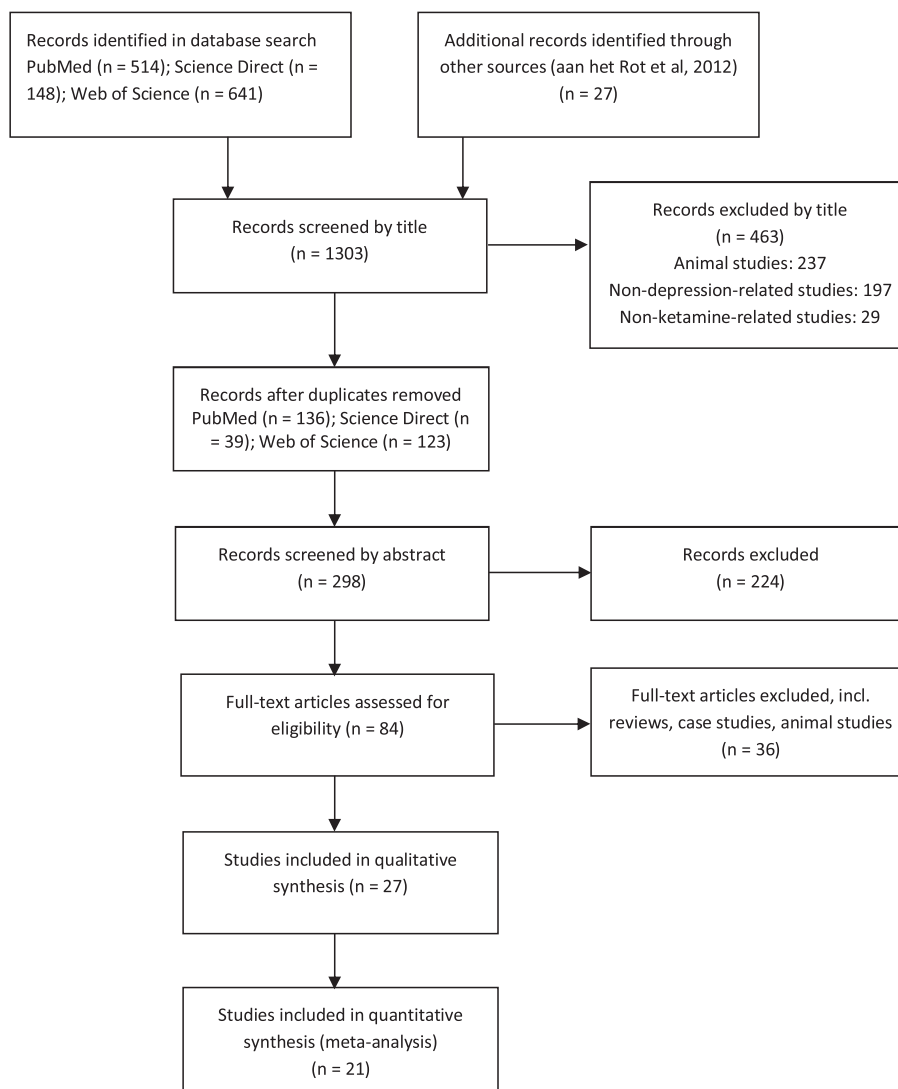 Records identified in database search
PubMed (n = 514); Science Direct (n =
148); Web of Science (n = 641)
Additional records identified through
other sources (aan het Rot et al, 2012)
(n = 27)
Records screened by title
(n = 1303)
Records excluded by title
(n = 463)
Animal studies: 237
Non-depression-related studies: 197
Non-ketamine-related studies: 29
Records after duplicates removed
PubMed (n = 136); Science Direct (n
= 39); Web of Science (n = 123)
Records screened by abstract
(n = 298)
Records excluded
(n = 224)
Full-text articles assessed for
eligibility (n = 84)
Full-text articles excluded, incl.
reviews, case studies, animal studies
(n = 36)
Studies included in qualitative
synthesis (n = 27)
Studies included in quantitative
synthesis (meta-analysis)
(n = 21)